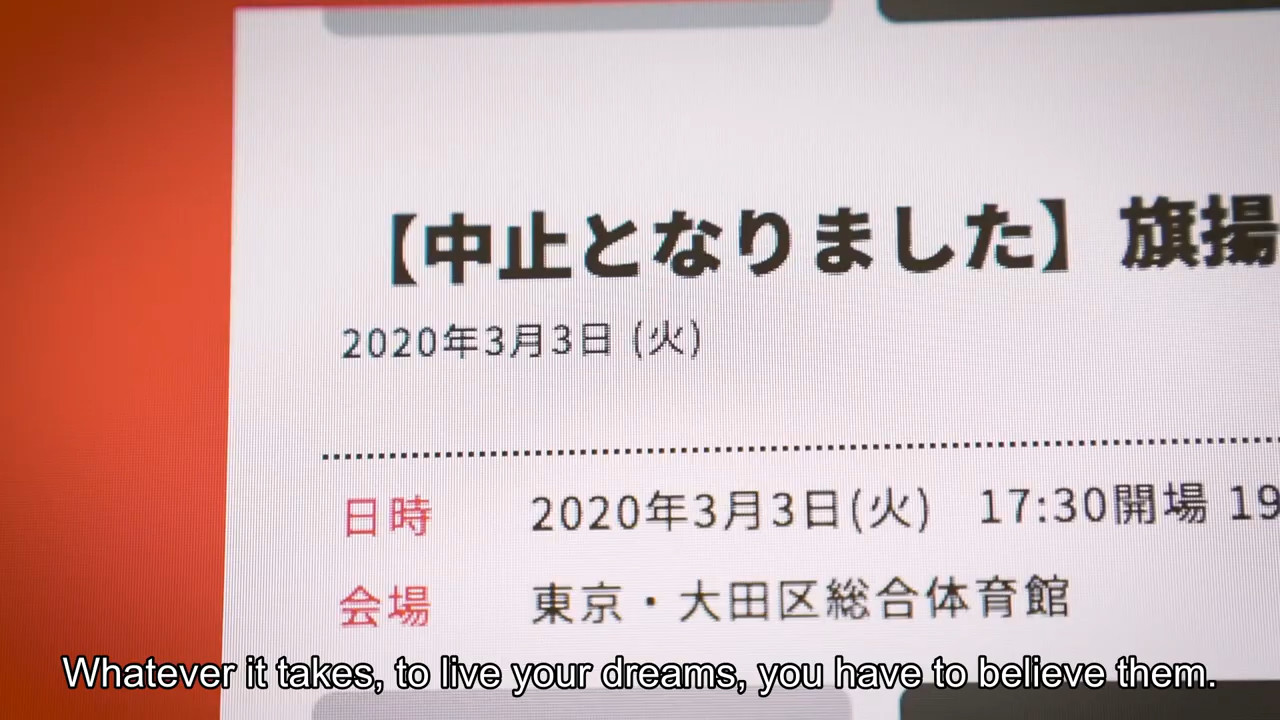 【中止となりました】旗揚
2020年3月3日 (火)
日時 2020年3月3日(火) 17:30開場 19
会場 東京・大田区総合体育館
Whatever it takes, to live your dreams, you have to believe them.